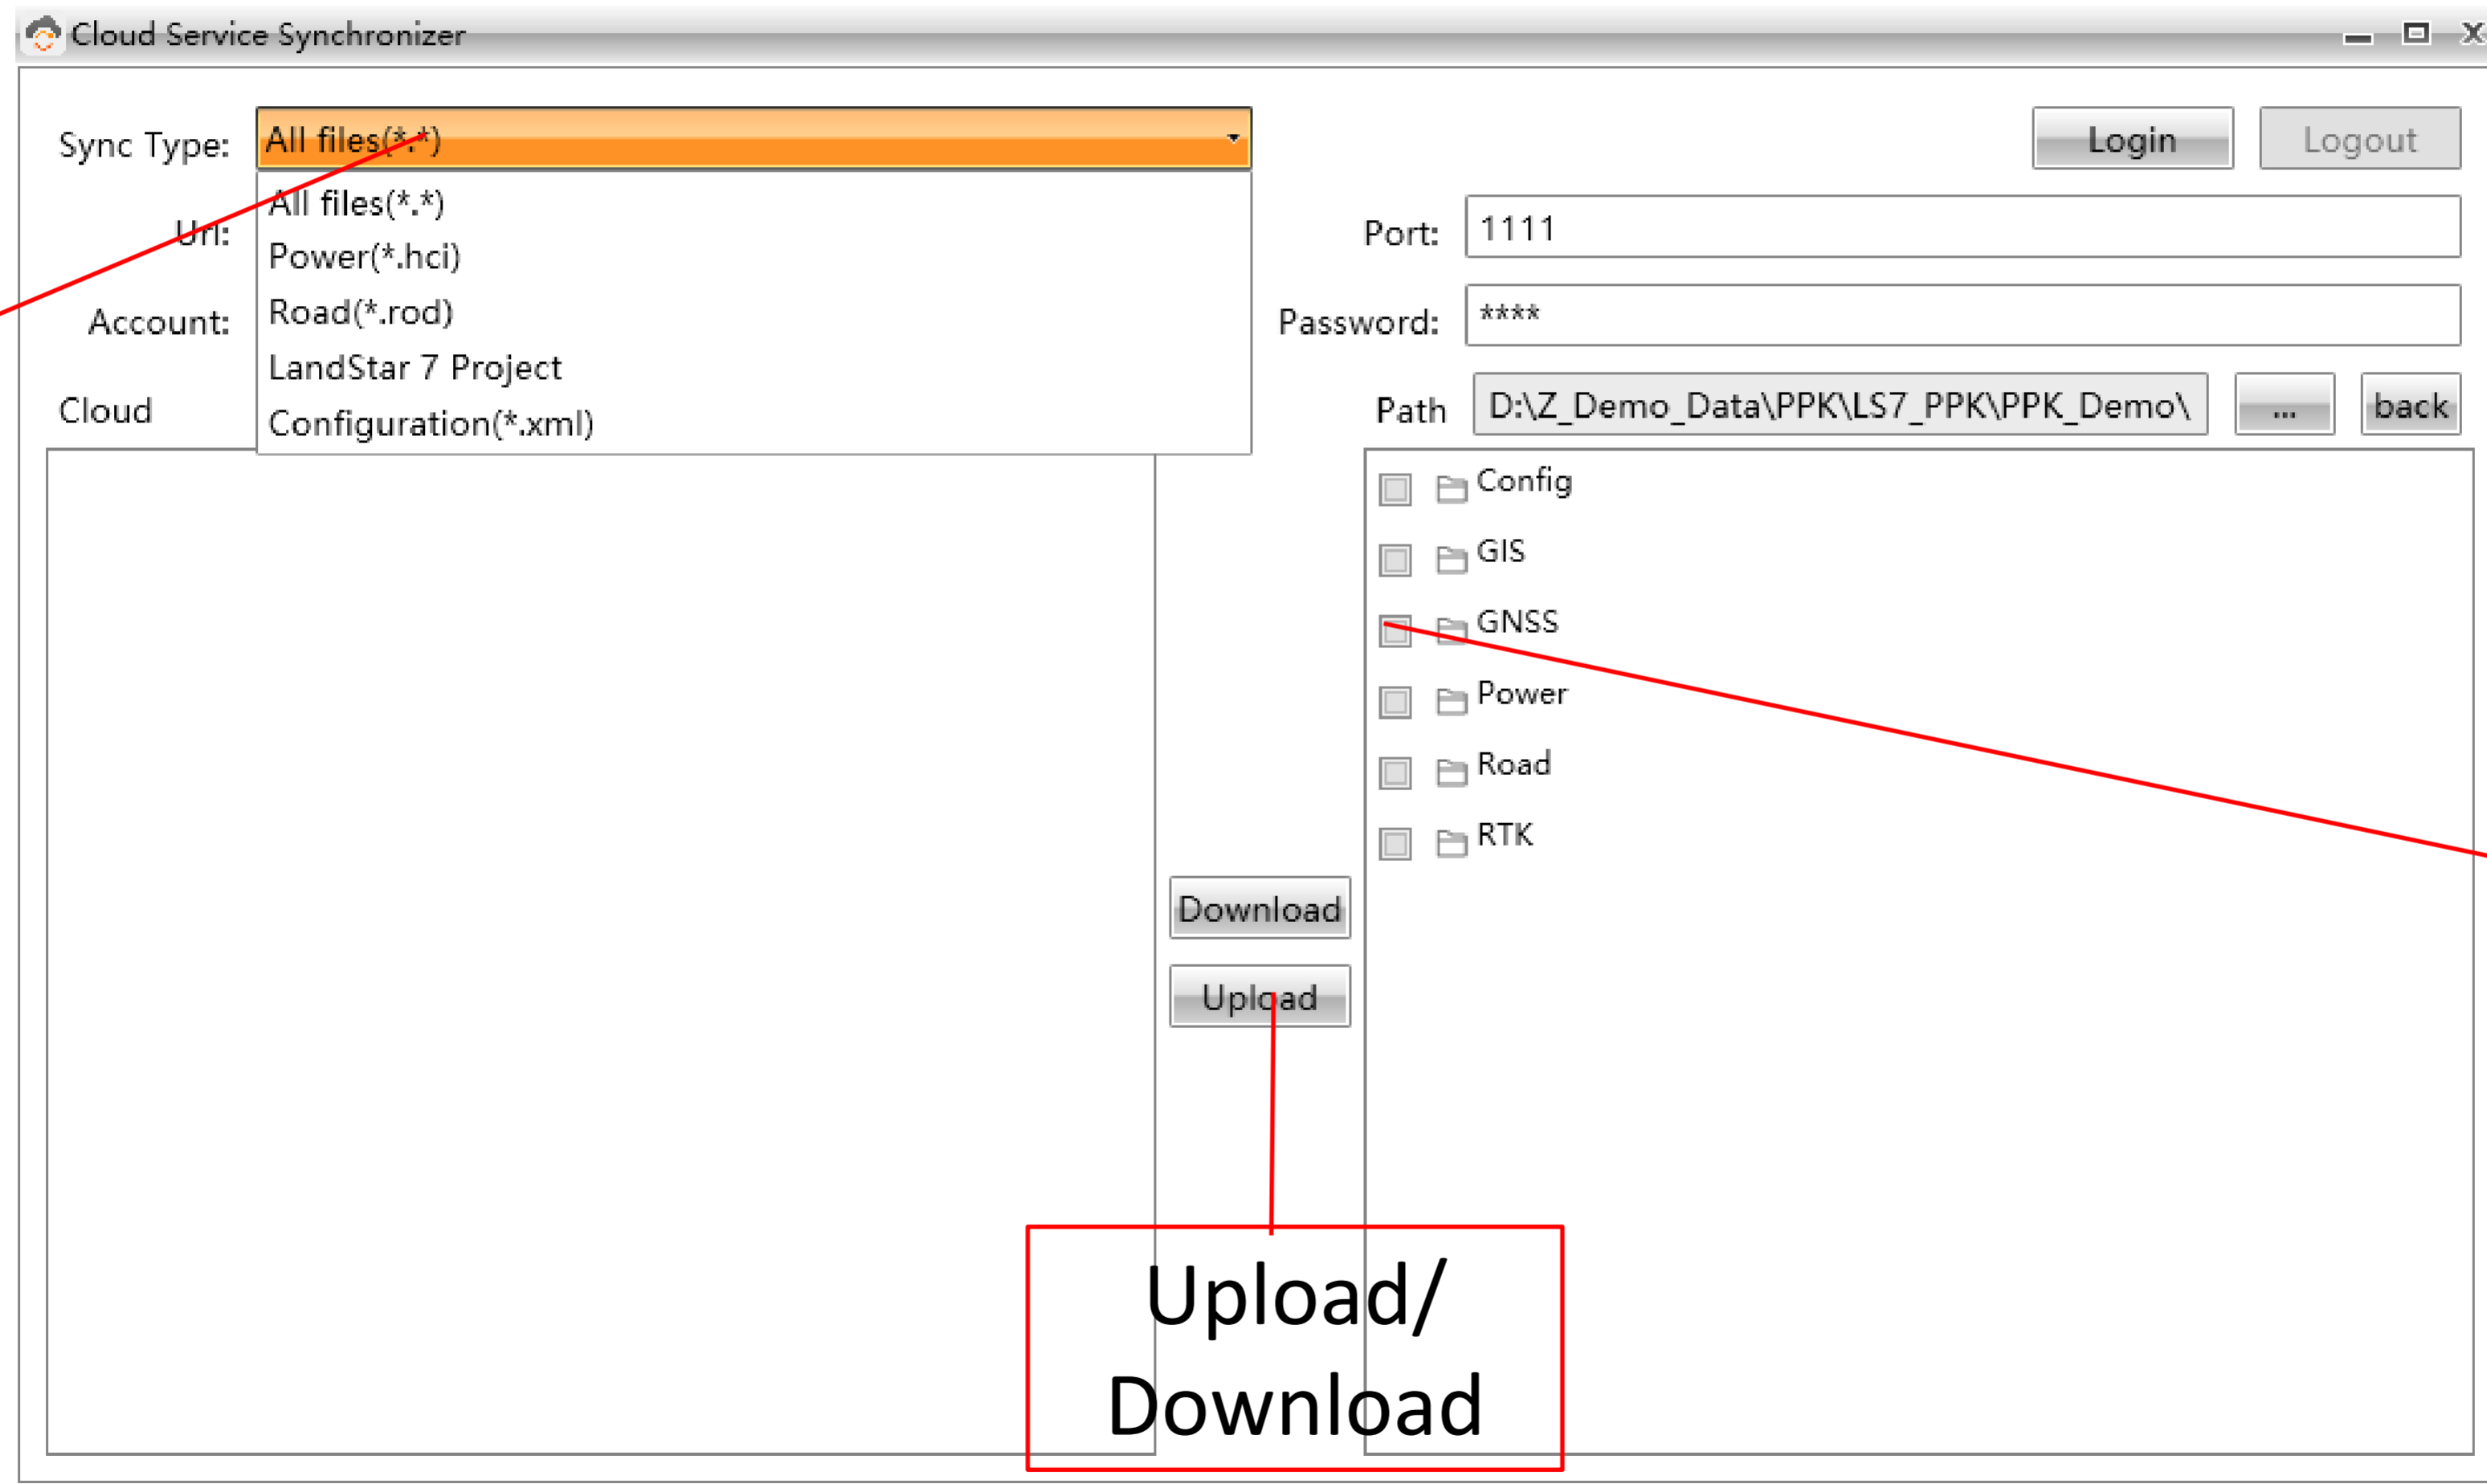 Cloud Service Synchronizer
Sync Type: All files(*.*) Login Logout
All files(*.*)
Url: Port: 1111
Power(*.hci)
Account: Road(*.rod) Password: ****
LandStar 7 Project
Cloud Path D:\Z_Demo_Data\PPK\LS7_PPK\PPK_Demo\ ... back
Configuration(*.xml)
Config
GIS
GNSS
Power
Road
RTK
Download
Upload
Upload/
Download